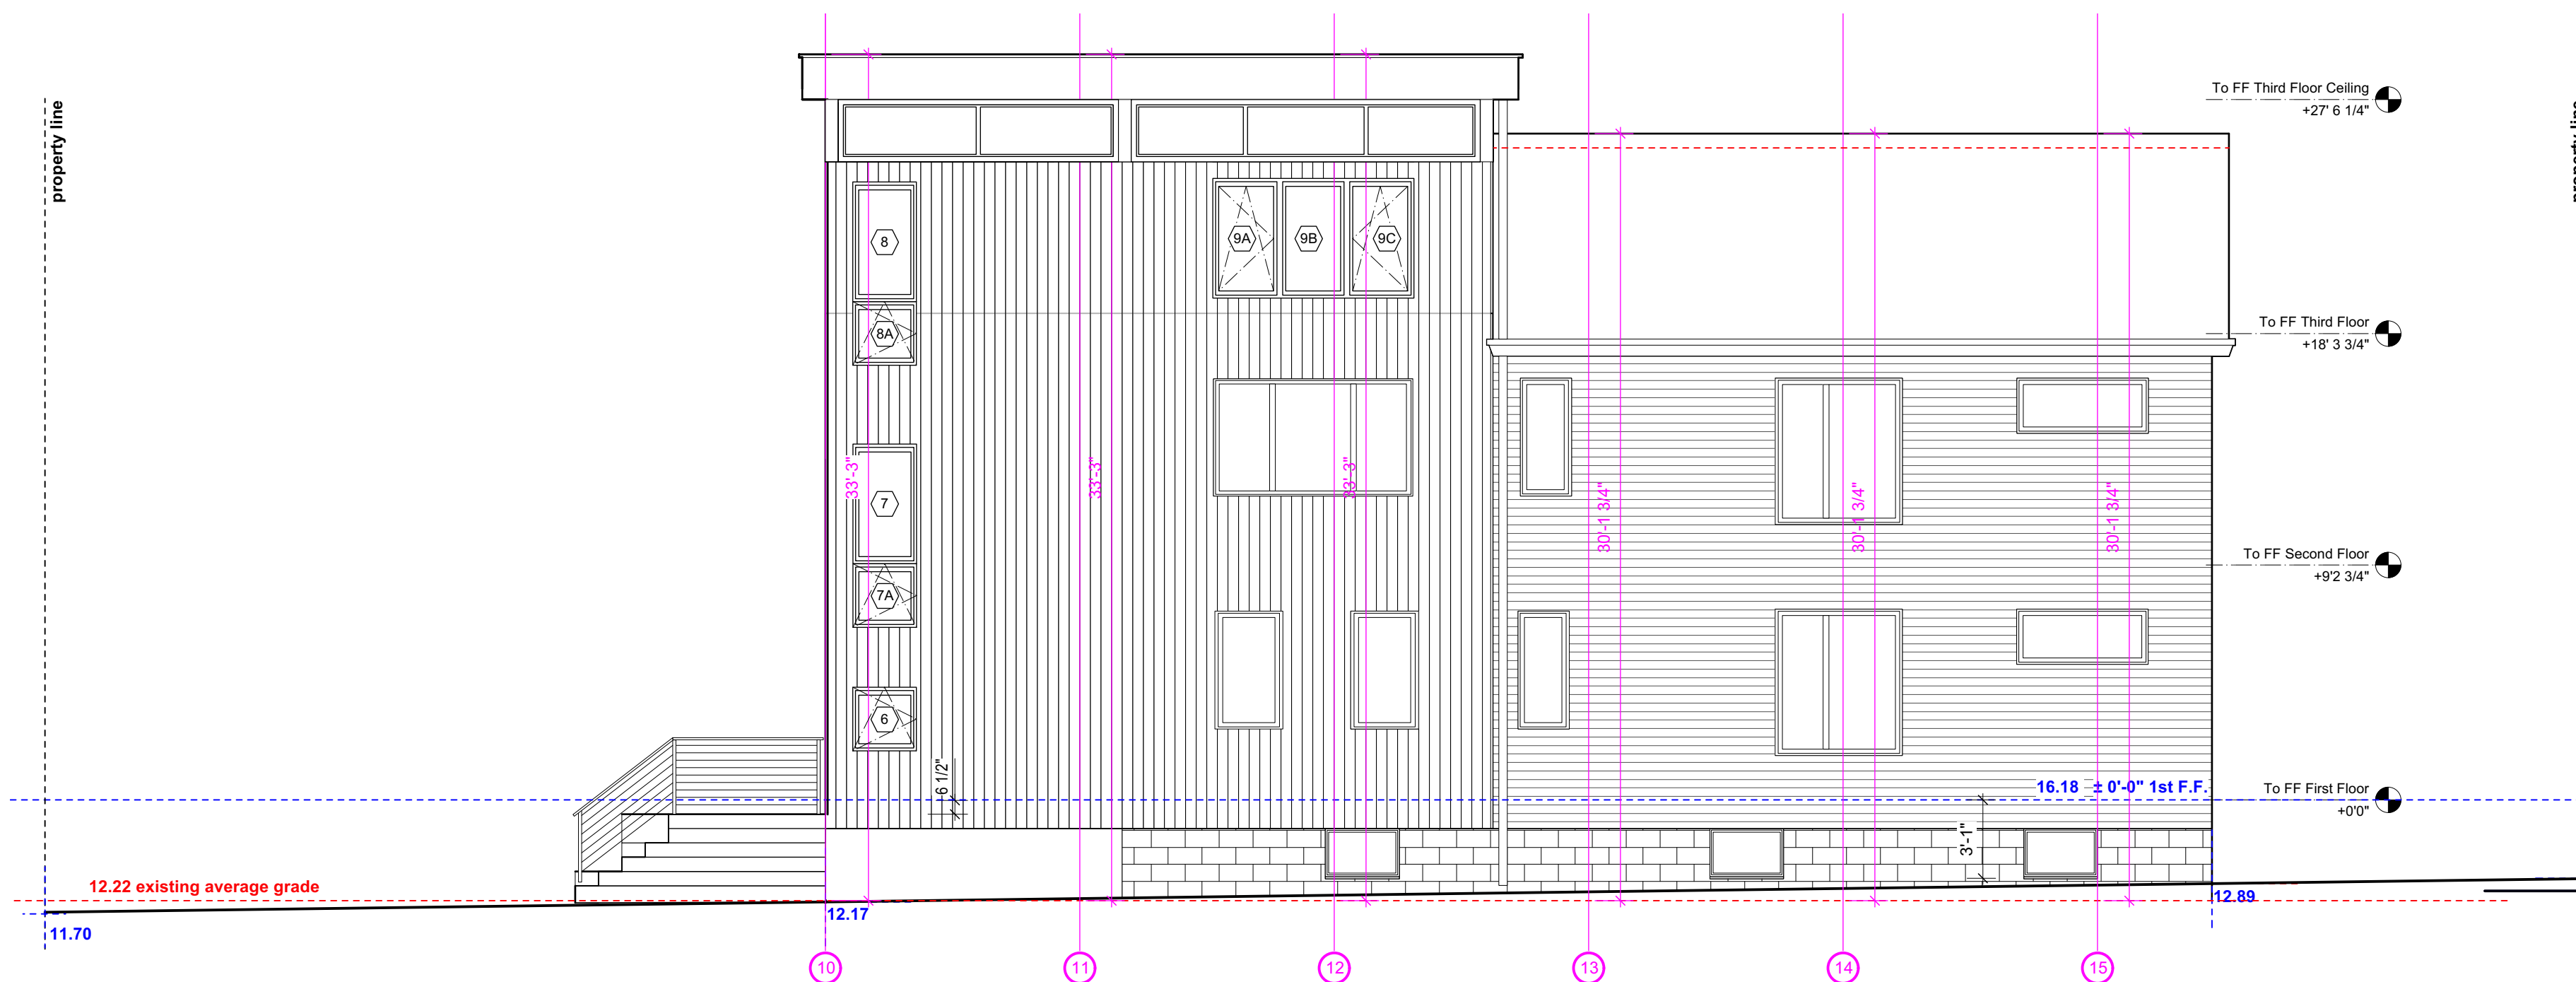 property line
To FF Third Floor Ceiling
+27' 6 1/4"
property line
8
9A
9B
9C
8A
To FF Third Floor
+18' 3 3/4"
7
33'-3"
33'-3"
33'-3"
30'-1 3/4"
30'-1 3/4"
30'-1 3/4"
7A
To FF Second Floor
+9'2 3/4"
6
6 1/2"
16.18 ± 0'-0" 1st F.F.
To FF First Floor
+0'0"
3'-1"
12.22 existing average grade
12.17
12.89
11.70
10
11
12
13
14
15